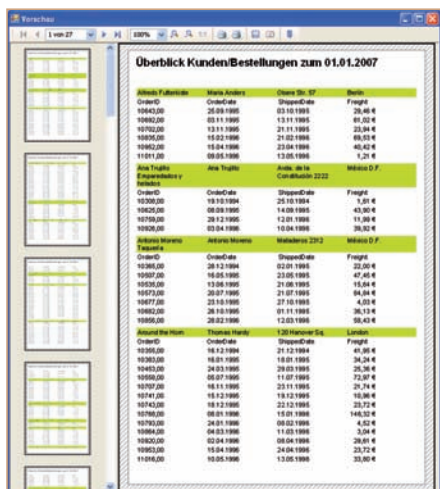 Vorschau
1 von 27 100% 1:1
Überblick Kunden/Bestellungen zum 01.01.2007
Alfreds Futterkiste Maria Anders Obere Str. 57 Berlin
OrderID OrderDate ShippedDate Freight
10643,00 25.09.1995 03.10.1995 29,46 €
10692,00 03.11.1995 13.11.1995 61,02 €
10702,00 13.11.1995 21.11.1995 23,94 €
10835,00 15.02.1996 21.02.1996 69,53 €
10952,00 15.04.1996 23.04.1996 40,42 €
11011,00 09.05.1996 13.05.1996 1,21 €
Ana Trujillo Emparedados y helados Ana Trujillo Avda. de la Constitución 2222 México D.F.
OrderID OrderDate ShippedDate Freight
10308,00 19.10.1994 25.10.1994 1,61 €
10625,00 08.09.1995 14.09.1995 43,90 €
10759,00 29.12.1995 12.01.1996 11,99 €
10926,00 03.04.1996 10.04.1996 39,92 €
Antonio Moreno Taquería Antonio Moreno Mataderos 2312 México D.F.
OrderID OrderDate ShippedDate Freight
10365,00 28.12.1994 02.01.1995 22,00 €
10507,00 16.05.1995 23.05.1995 47,45 €
10535,00 13.06.1995 21.06.1995 15,64 €
10573,00 20.07.1995 21.07.1995 84,84 €
10677,00 23.10.1995 27.10.1995 4,03 €
10682,00 26.10.1995 01.11.1995 36,13 €
10856,00 28.02.1996 12.03.1996 58,43 €
Around the Horn Thomas Hardy 120 Hanover Sq. London
OrderID OrderDate ShippedDate Freight
10355,00 16.12.1994 21.12.1994 41,95 €
10383,00 16.01.1995 18.01.1995 34,24 €
10453,00 24.03.1995 29.03.1995 25,36 €
10558,00 05.07.1995 11.07.1995 72,97 €
10707,00 16.11.1995 23.11.1995 21,74 €
10741,00 15.12.1995 19.12.1995 10,96 €
10743,00 18.12.1995 22.12.1995 23,72 €
10768,00 08.01.1996 15.01.1996 146,32 €
10793,00 24.01.1996 08.02.1996 4,52 €
10864,00 04.03.1996 11.03.1996 3,04 €
10920,00 02.04.1996 08.04.1996 29,61 €
10953,00 15.04.1996 24.04.1996 23,72 €
11016,00 10.05.1996 13.05.1996 33,80 €